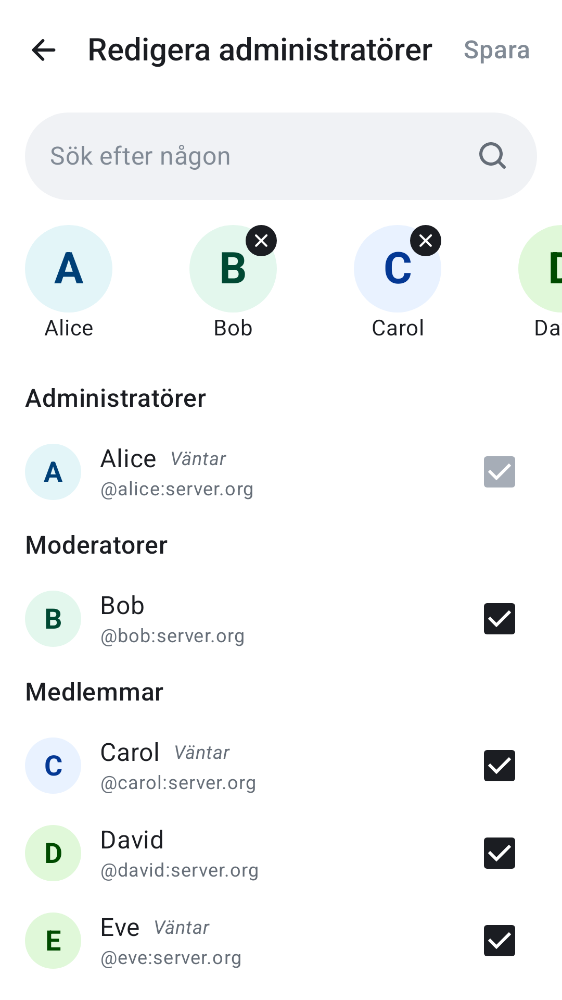 Redigera administratörer Spara
Sök efter någon
A B C
Alice Bob Carol Da
Administratörer
A Alice Väntar
@alice:server.org
Moderatorer
B Bob
@bob:server.org
Medlemmar
C Carol Väntar
@carol:server.org
D David
@david:server.org
E Eve Väntar
@eve:server.org